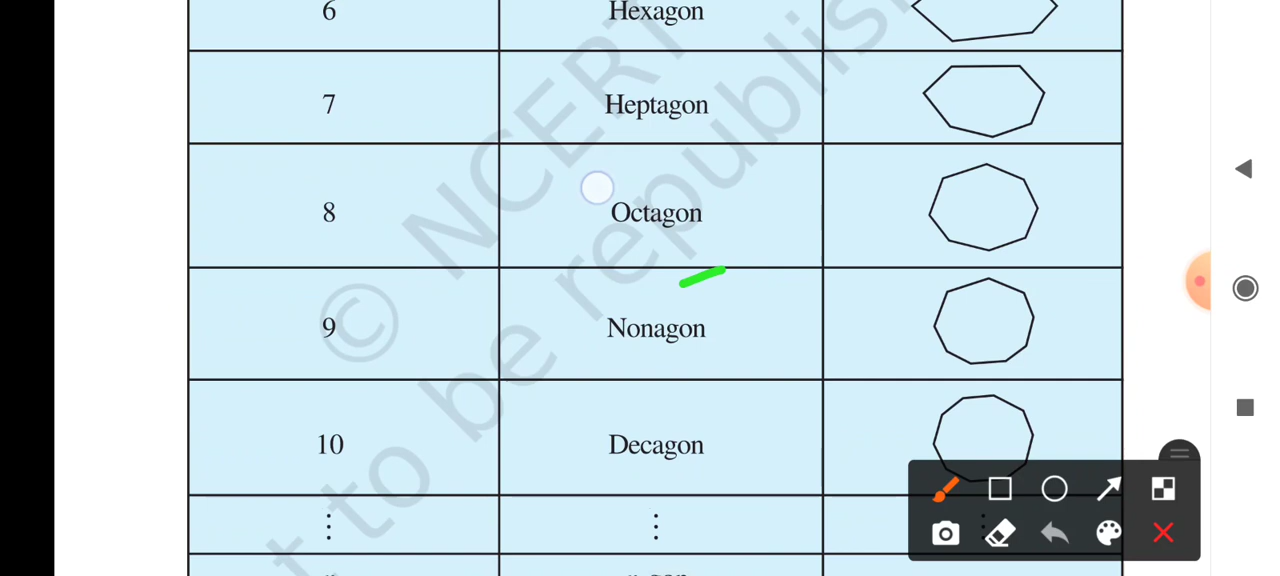 6 Hexagon
7 Heptagon
8 Octagon
9 Nonagon
10 Decagon
⋮ ⋮ ⋮
© NCERT
not to be republished